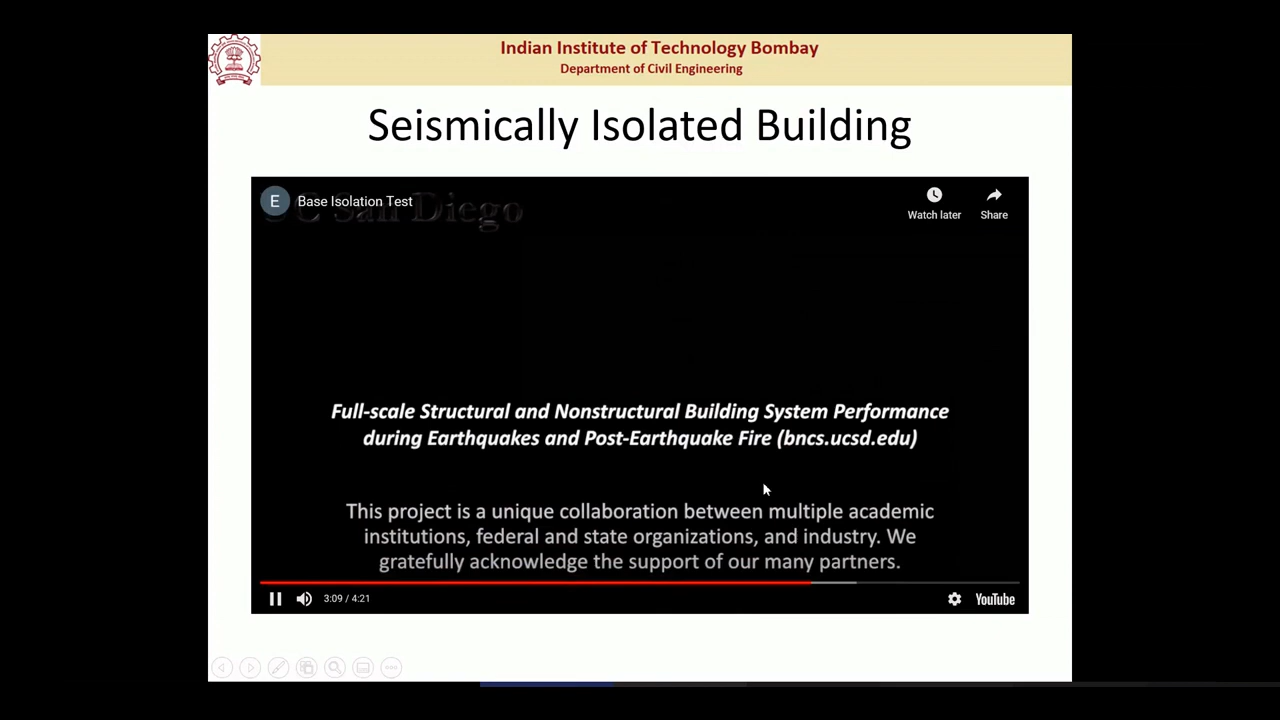 Indian Institute of Technology Bombay
Department of Civil Engineering
Seismically Isolated Building
E
Base Isolation Test
San Diego
Watch later
Share
Full-scale Structural and Nonstructural Building System Performance
during Earthquakes and Post-Earthquake Fire (bncs.ucsd.edu)
This project is a unique collaboration between multiple academic
institutions, federal and state organizations, and industry. We
gratefully acknowledge the support of our many partners.
3:09 / 4:21
YouTube